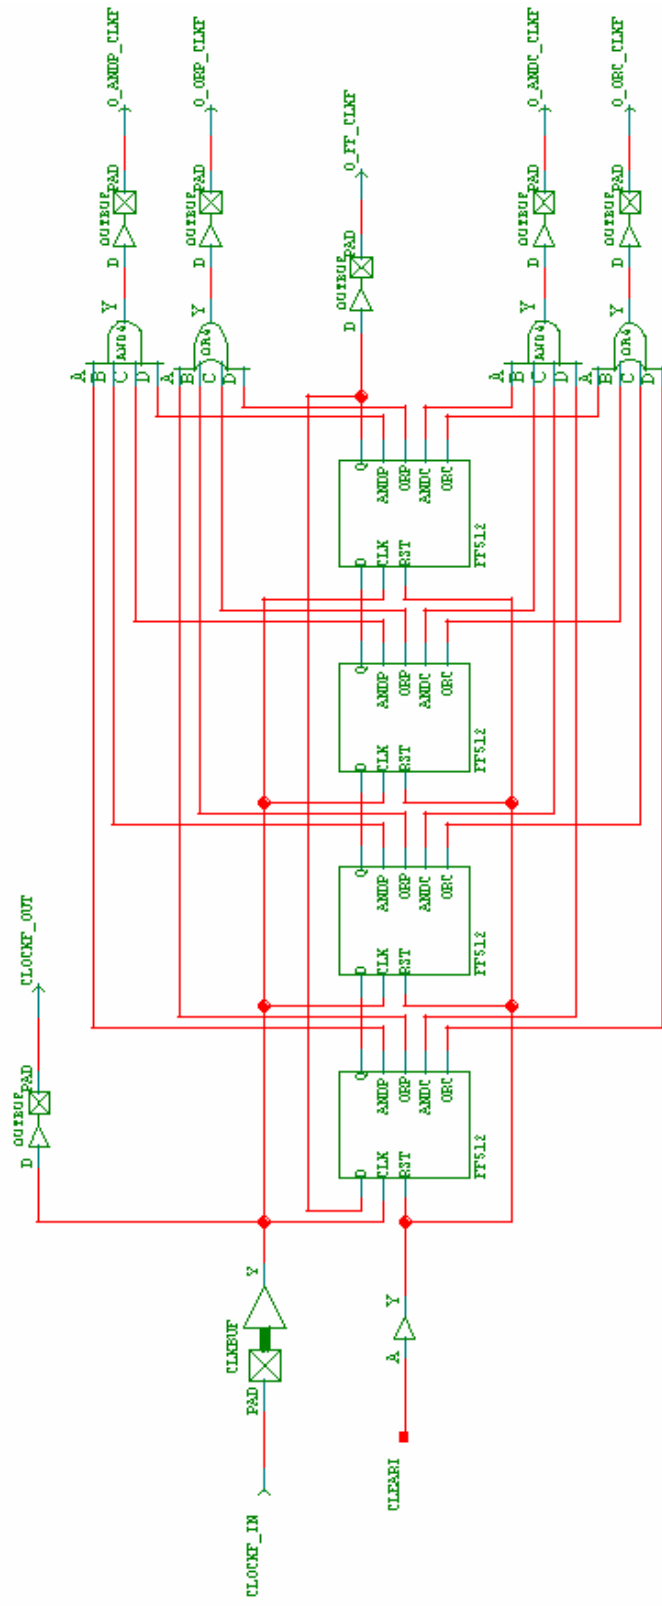 O_ANDP_CLKF
O_ORP_CLKF
O_FF_CLKF
O_ANDC_CLKF
O_ORC_CLKF
OUTBUF
PAD
D
OUTBUF
PAD
D
OUTBUF
PAD
D
OUTBUF
PAD
D
OUTBUF
PAD
D
Y
AND4
A
B
C
D
Y
OR4
A
B
C
D
Y
AND4
A
B
C
D
Y
OR4
A
B
C
D
Q
ANDP
ORP
ANDC
ORC
D
CLK
RST
FF512
Q
ANDP
ORP
ANDC
ORC
D
CLK
RST
FF512
Q
ANDP
ORP
ANDC
ORC
D
CLK
RST
FF512
Q
ANDP
ORP
ANDC
ORC
D
CLK
RST
FF512
CLOCKF_OUT
OUTBUF
PAD
D
Y
CLKBUF
PAD
CLOCKF_IN
Y
A
CLEARI